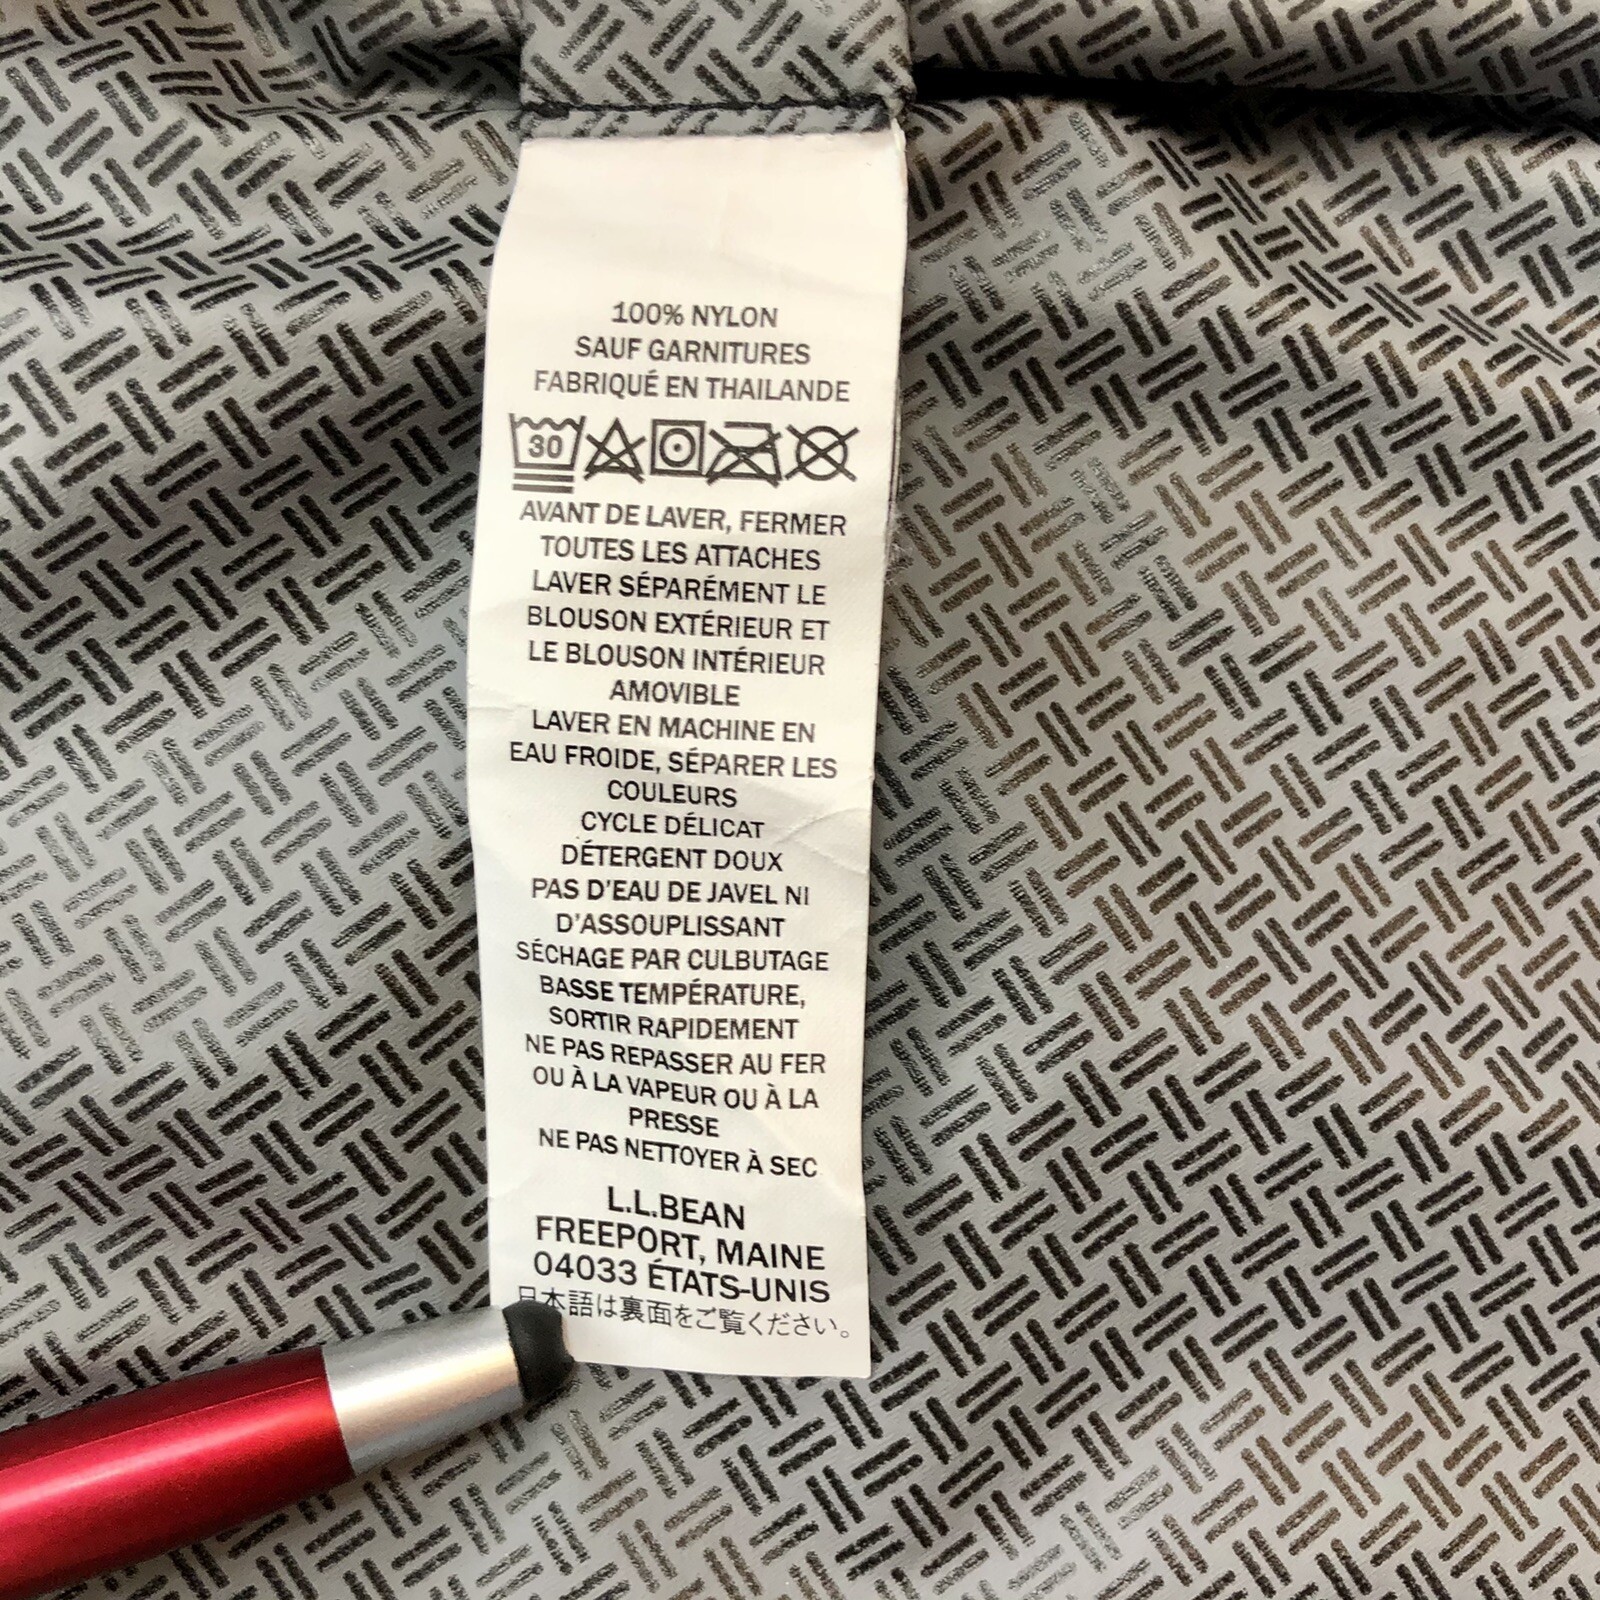 100% NYLON
SAUF GARNITURES
FABRIQUÉ EN THAILANDE
30
AVANT DE LAVER, FERMER
TOUTES LES ATTACHES
LAVER SÉPARÉMENT LE
BLOUSON EXTÉRIEUR ET
LE BLOUSON INTÉRIEUR
AMOVIBLE
LAVER EN MACHINE EN
EAU FROIDE, SÉPARER LES
COULEURS
CYCLE DÉLICAT
DÉTERGENT DOUX
PAS D'EAU DE JAVEL NI
D'ASSOUPLISSANT
SÉCHAGE PAR CULBUTAGE
BASSE TEMPÉRATURE,
SORTIR RAPIDEMENT
NE PAS REPASSER AU FER
OU À LA VAPEUR OU À LA
PRESSE
NE PAS NETTOYER À SEC
L.L.BEAN
FREEPORT, MAINE
04033 ÉTATS-UNIS
日本語は裏面をご覧ください。